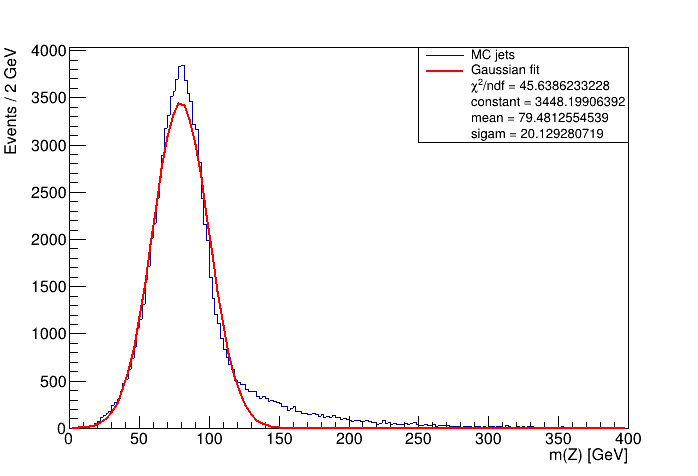 Events / 2 GeV
4000
3500
3000
2500
2000
1500
1000
500
0
0 50 100 150 200 250 300 350 400
m(Z) [GeV]
MC jets
Gaussian fit
χ²/ndf = 45.6386233228
constant = 3448.19906392
mean = 79.4812554539
sigam = 20.129280719